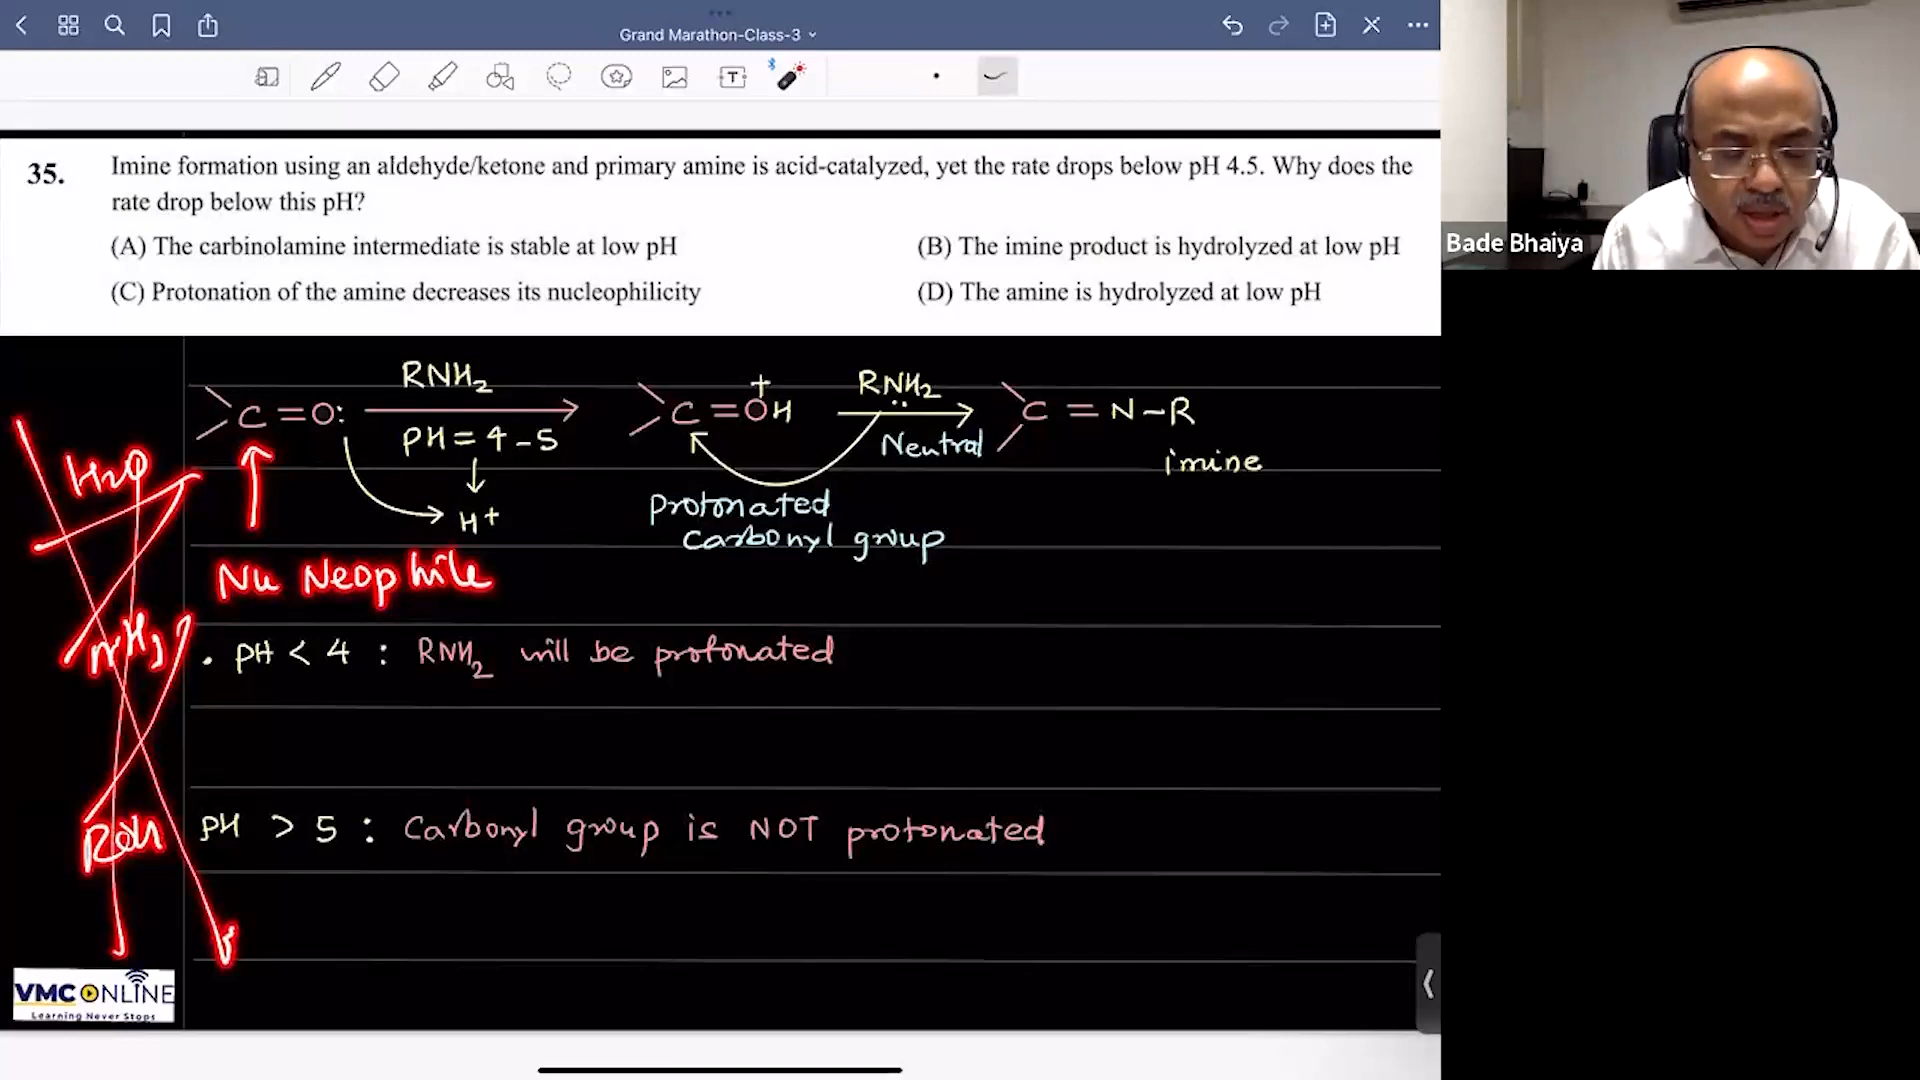 Grand Marathon-Class-3
35. Imine formation using an aldehyde/ketone and primary amine is acid-catalyzed, yet the rate drops below pH 4.5. Why does the
rate drop below this pH?
(A) The carbinolamine intermediate is stable at low pH
(B) The imine product is hydrolyzed at low pH
(C) Protonation of the amine decreases its nucleophilicity
(D) The amine is hydrolyzed at low pH
Bade Bhaiya
RNH2
C=O:
PH = 4-5
H+
+
C=OH
RNH2
Neutral
C = N-R
imine
Protonated
Carbonyl group
H2O
Nu Neophile
NH3
. PH < 4 : RNH2 will be protonated
ROH
PH > 5 : Carbonyl group is NOT protonated
VMC ONLINE
Learning Never Stops